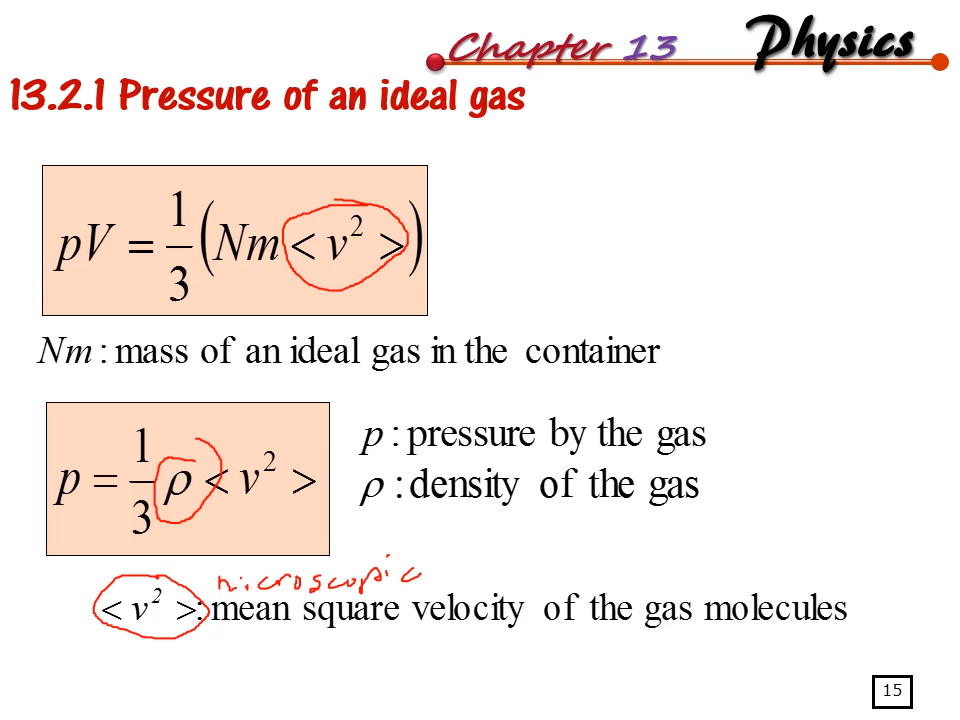 Chapter 13 Physics
13.2.1 Pressure of an ideal gas
pV = 1/3 (Nm < v² >)
Nm : mass of an ideal gas in the container
p = 1/3 ρ < v² >
p : pressure by the gas
ρ : density of the gas
microscopic
< v² >: mean square velocity of the gas molecules
15